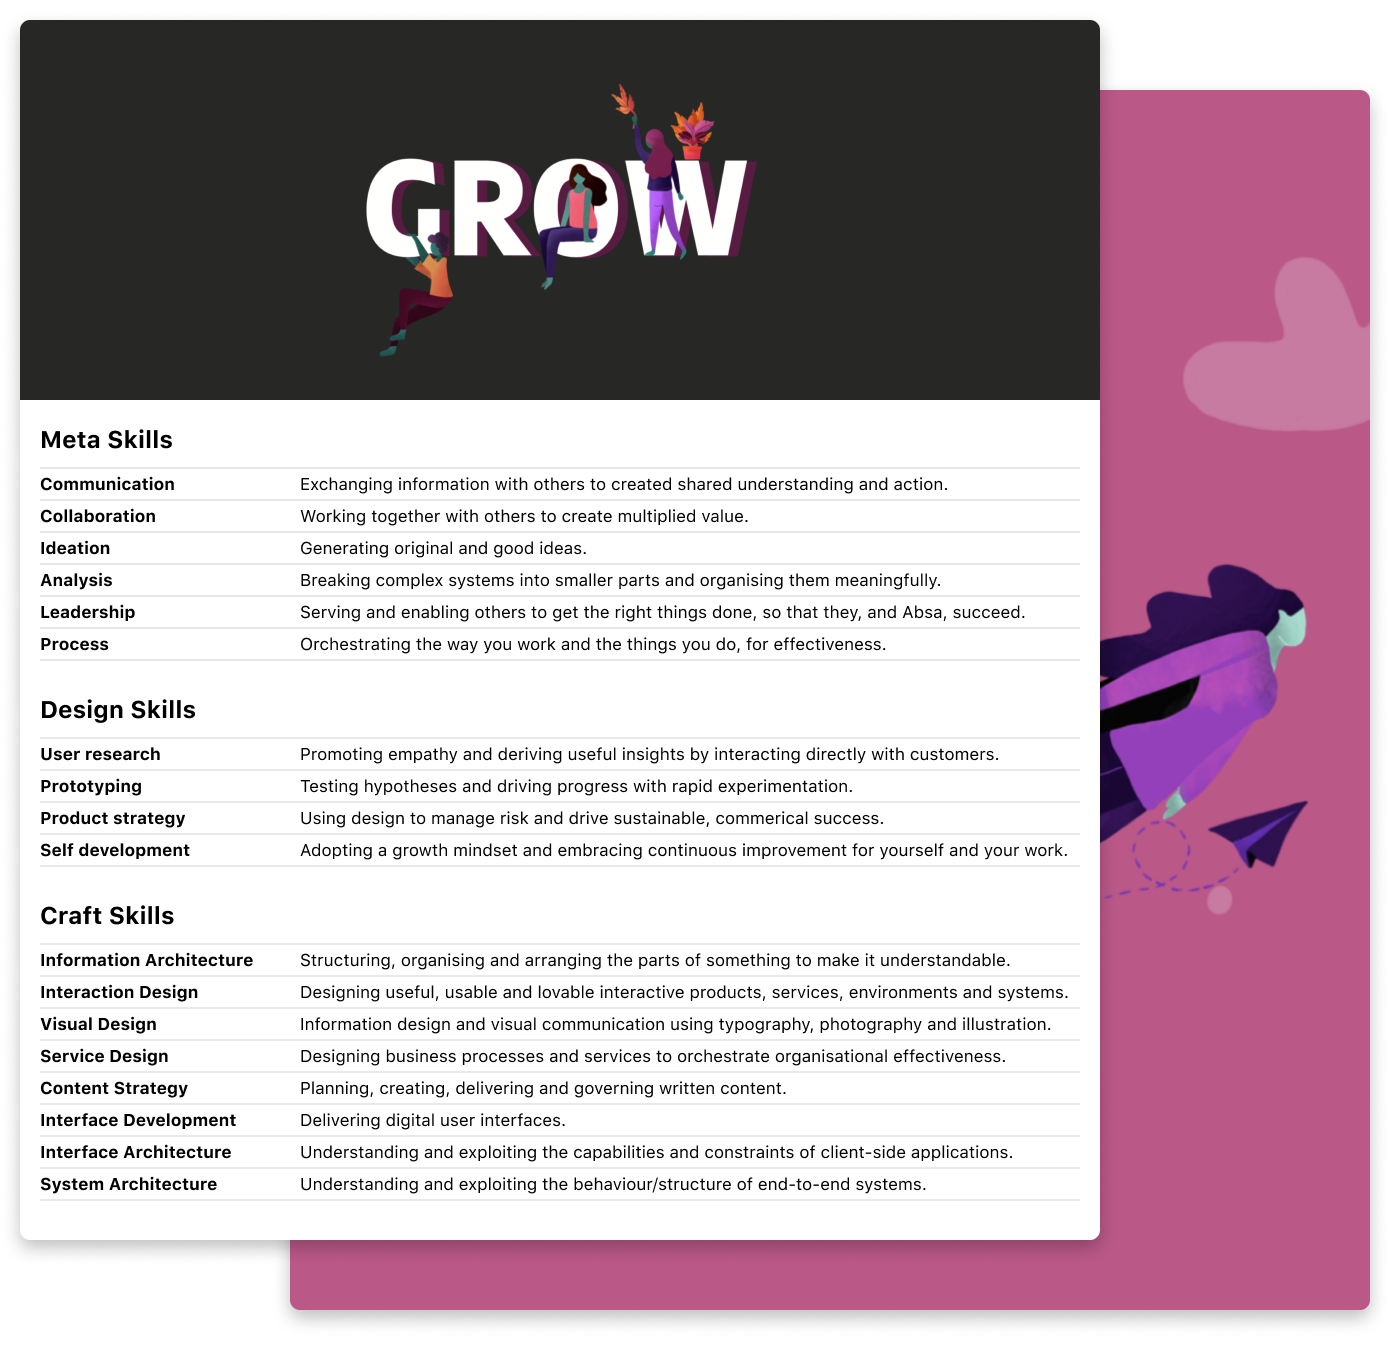 GROW
Meta Skills
Communication Exchanging information with others to created shared understanding and action.
Collaboration Working together with others to create multiplied value.
Ideation Generating original and good ideas.
Analysis Breaking complex systems into smaller parts and organising them meaningfully.
Leadership Serving and enabling others to get the right things done, so that they, and Absa, succeed.
Process Orchestrating the way you work and the things you do, for effectiveness.
Design Skills
User research Promoting empathy and deriving useful insights by interacting directly with customers.
Prototyping Testing hypotheses and driving progress with rapid experimentation.
Product strategy Using design to manage risk and drive sustainable, commerical success.
Self development Adopting a growth mindset and embracing continuous improvement for yourself and your work.
Craft Skills
Information Architecture Structuring, organising and arranging the parts of something to make it understandable.
Interaction Design Designing useful, usable and lovable interactive products, services, environments and systems.
Visual Design Information design and visual communication using typography, photography and illustration.
Service Design Designing business processes and services to orchestrate organisational effectiveness.
Content Strategy Planning, creating, delivering and governing written content.
Interface Development Delivering digital user interfaces.
Interface Architecture Understanding and exploiting the capabilities and constraints of client-side applications.
System Architecture Understanding and exploiting the behaviour/structure of end-to-end systems.